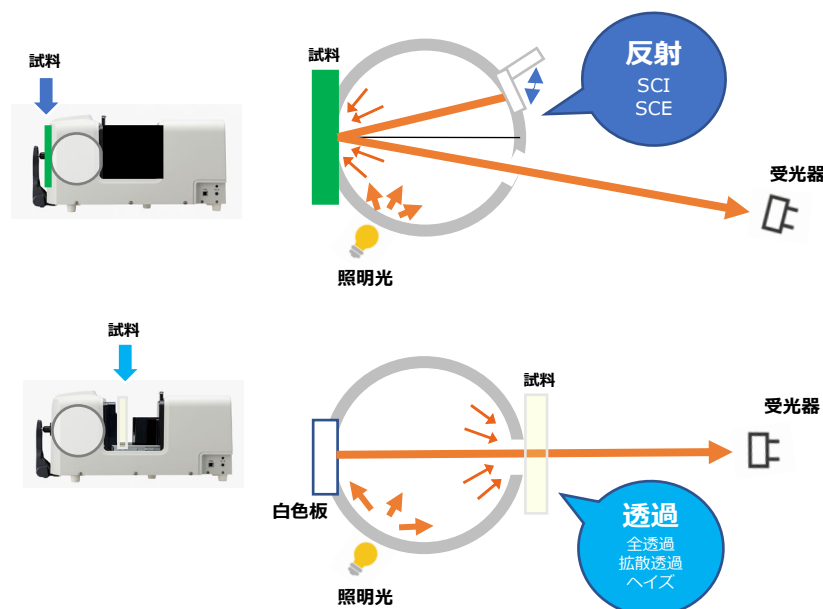 試料
試料
反射
SCI
SCE
受光器
照明光
試料
試料
受光器
白色板
透過
全透過
拡散透過
ヘイズ
照明光